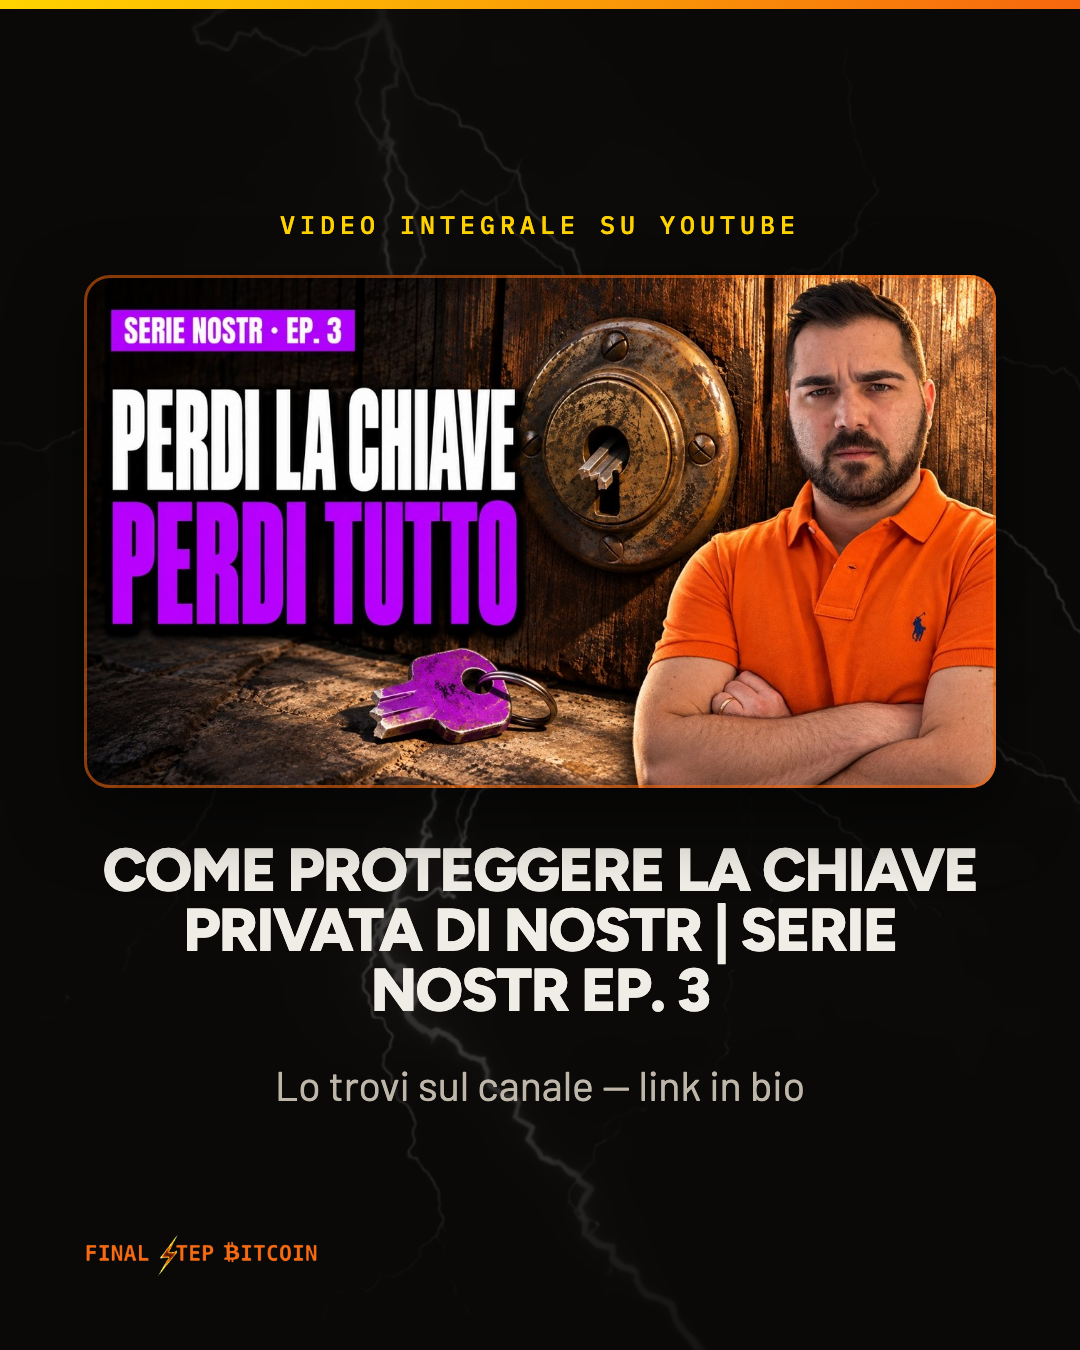 VIDEO INTEGRALE SU YOUTUBE
SERIE NOSTR · EP. 3
PERDI LA CHIAVE
PERDI TUTTO
COME PROTEGGERE LA CHIAVE
PRIVATA DI NOSTR | SERIE
NOSTR EP. 3
Lo trovi sul canale — link in bio
FINAL STEP BITCOIN